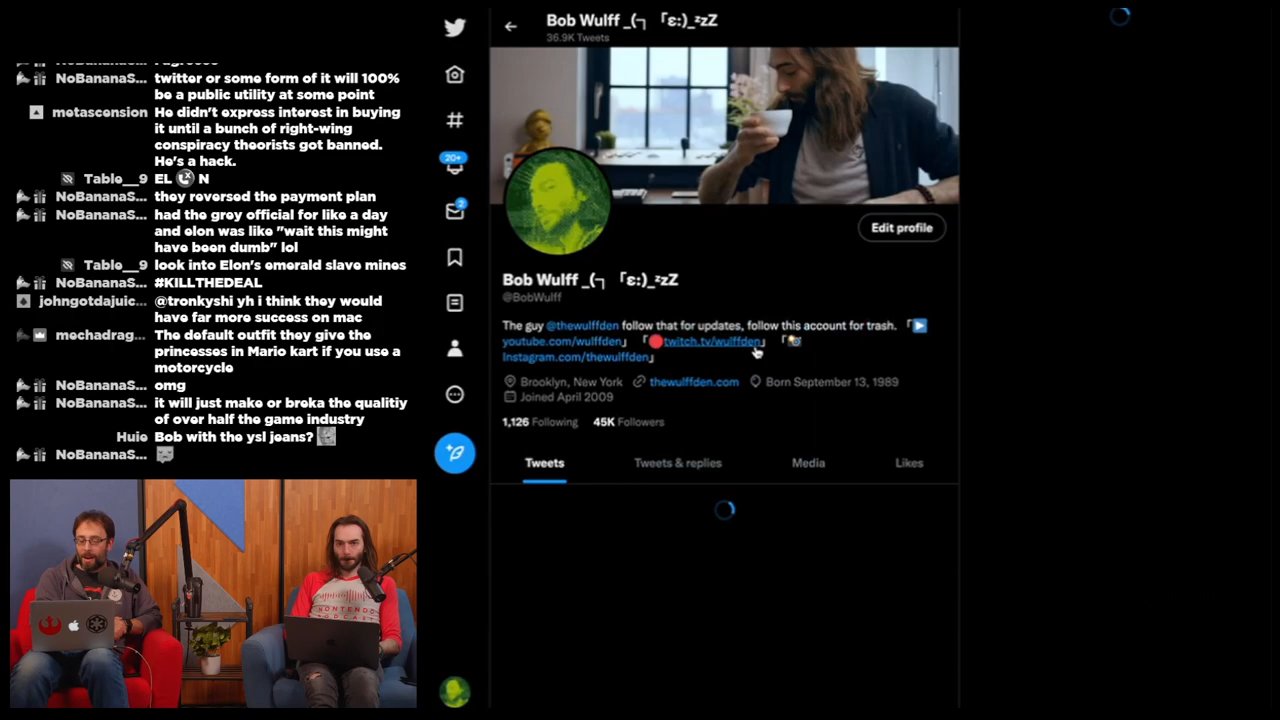 NoBananaS...
twitter or some form of it will 100%
be a public utility at some point
metascension He didn't express interest in buying
it until a bunch of right-wing
conspiracy theorists got banned.
He's a hack.
Table__9 EL N
NoBananaS... they reversed the payment plan
NoBananaS... had the grey official for like a day
and elon was like "wait this might
have been dumb" lol
Table__9 look into Elon's emerald slave mines
NoBananaS... #KILLTHEDEAL
johngotdajuic... @tronkyshi yh i think they would
have far more success on mac
mechadrag... The default outfit they give the
princesses in Mario kart if you use a
motorcycle
NoBananaS... omg
NoBananaS... it will just make or breka the qualitiy
of over half the game industry
Huie Bob with the ysl jeans?
NoBananaS...
20+
2
Bob Wulff _(┐「ε:)_ᶻzZ
36.9K Tweets
Edit profile
Bob Wulff _(┐「ε:)_ᶻzZ
@BobWulff
The guy @thewulffden follow that for updates, follow this account for trash. 「▶
youtube.com/wulffden」 「🔴twitch.tv/wulffden」 「📸
Instagram.com/thewulffden」
Brooklyn, New York thewulffden.com Born September 13, 1989
Joined April 2009
1,126 Following 45K Followers
Tweets Tweets & replies Media Likes
NONTENDO
PODCAST